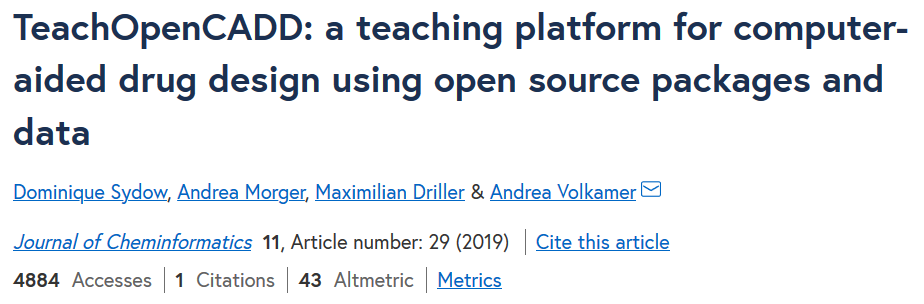 TeachOpenCADD: a teaching platform for computer-
aided drug design using open source packages and
data
Dominique Sydow, Andrea Morger, Maximilian Driller & Andrea Volkamer
Journal of Cheminformatics 11, Article number: 29 (2019) | Cite this article
4884 Accesses | 1 Citations | 43 Altmetric | Metrics